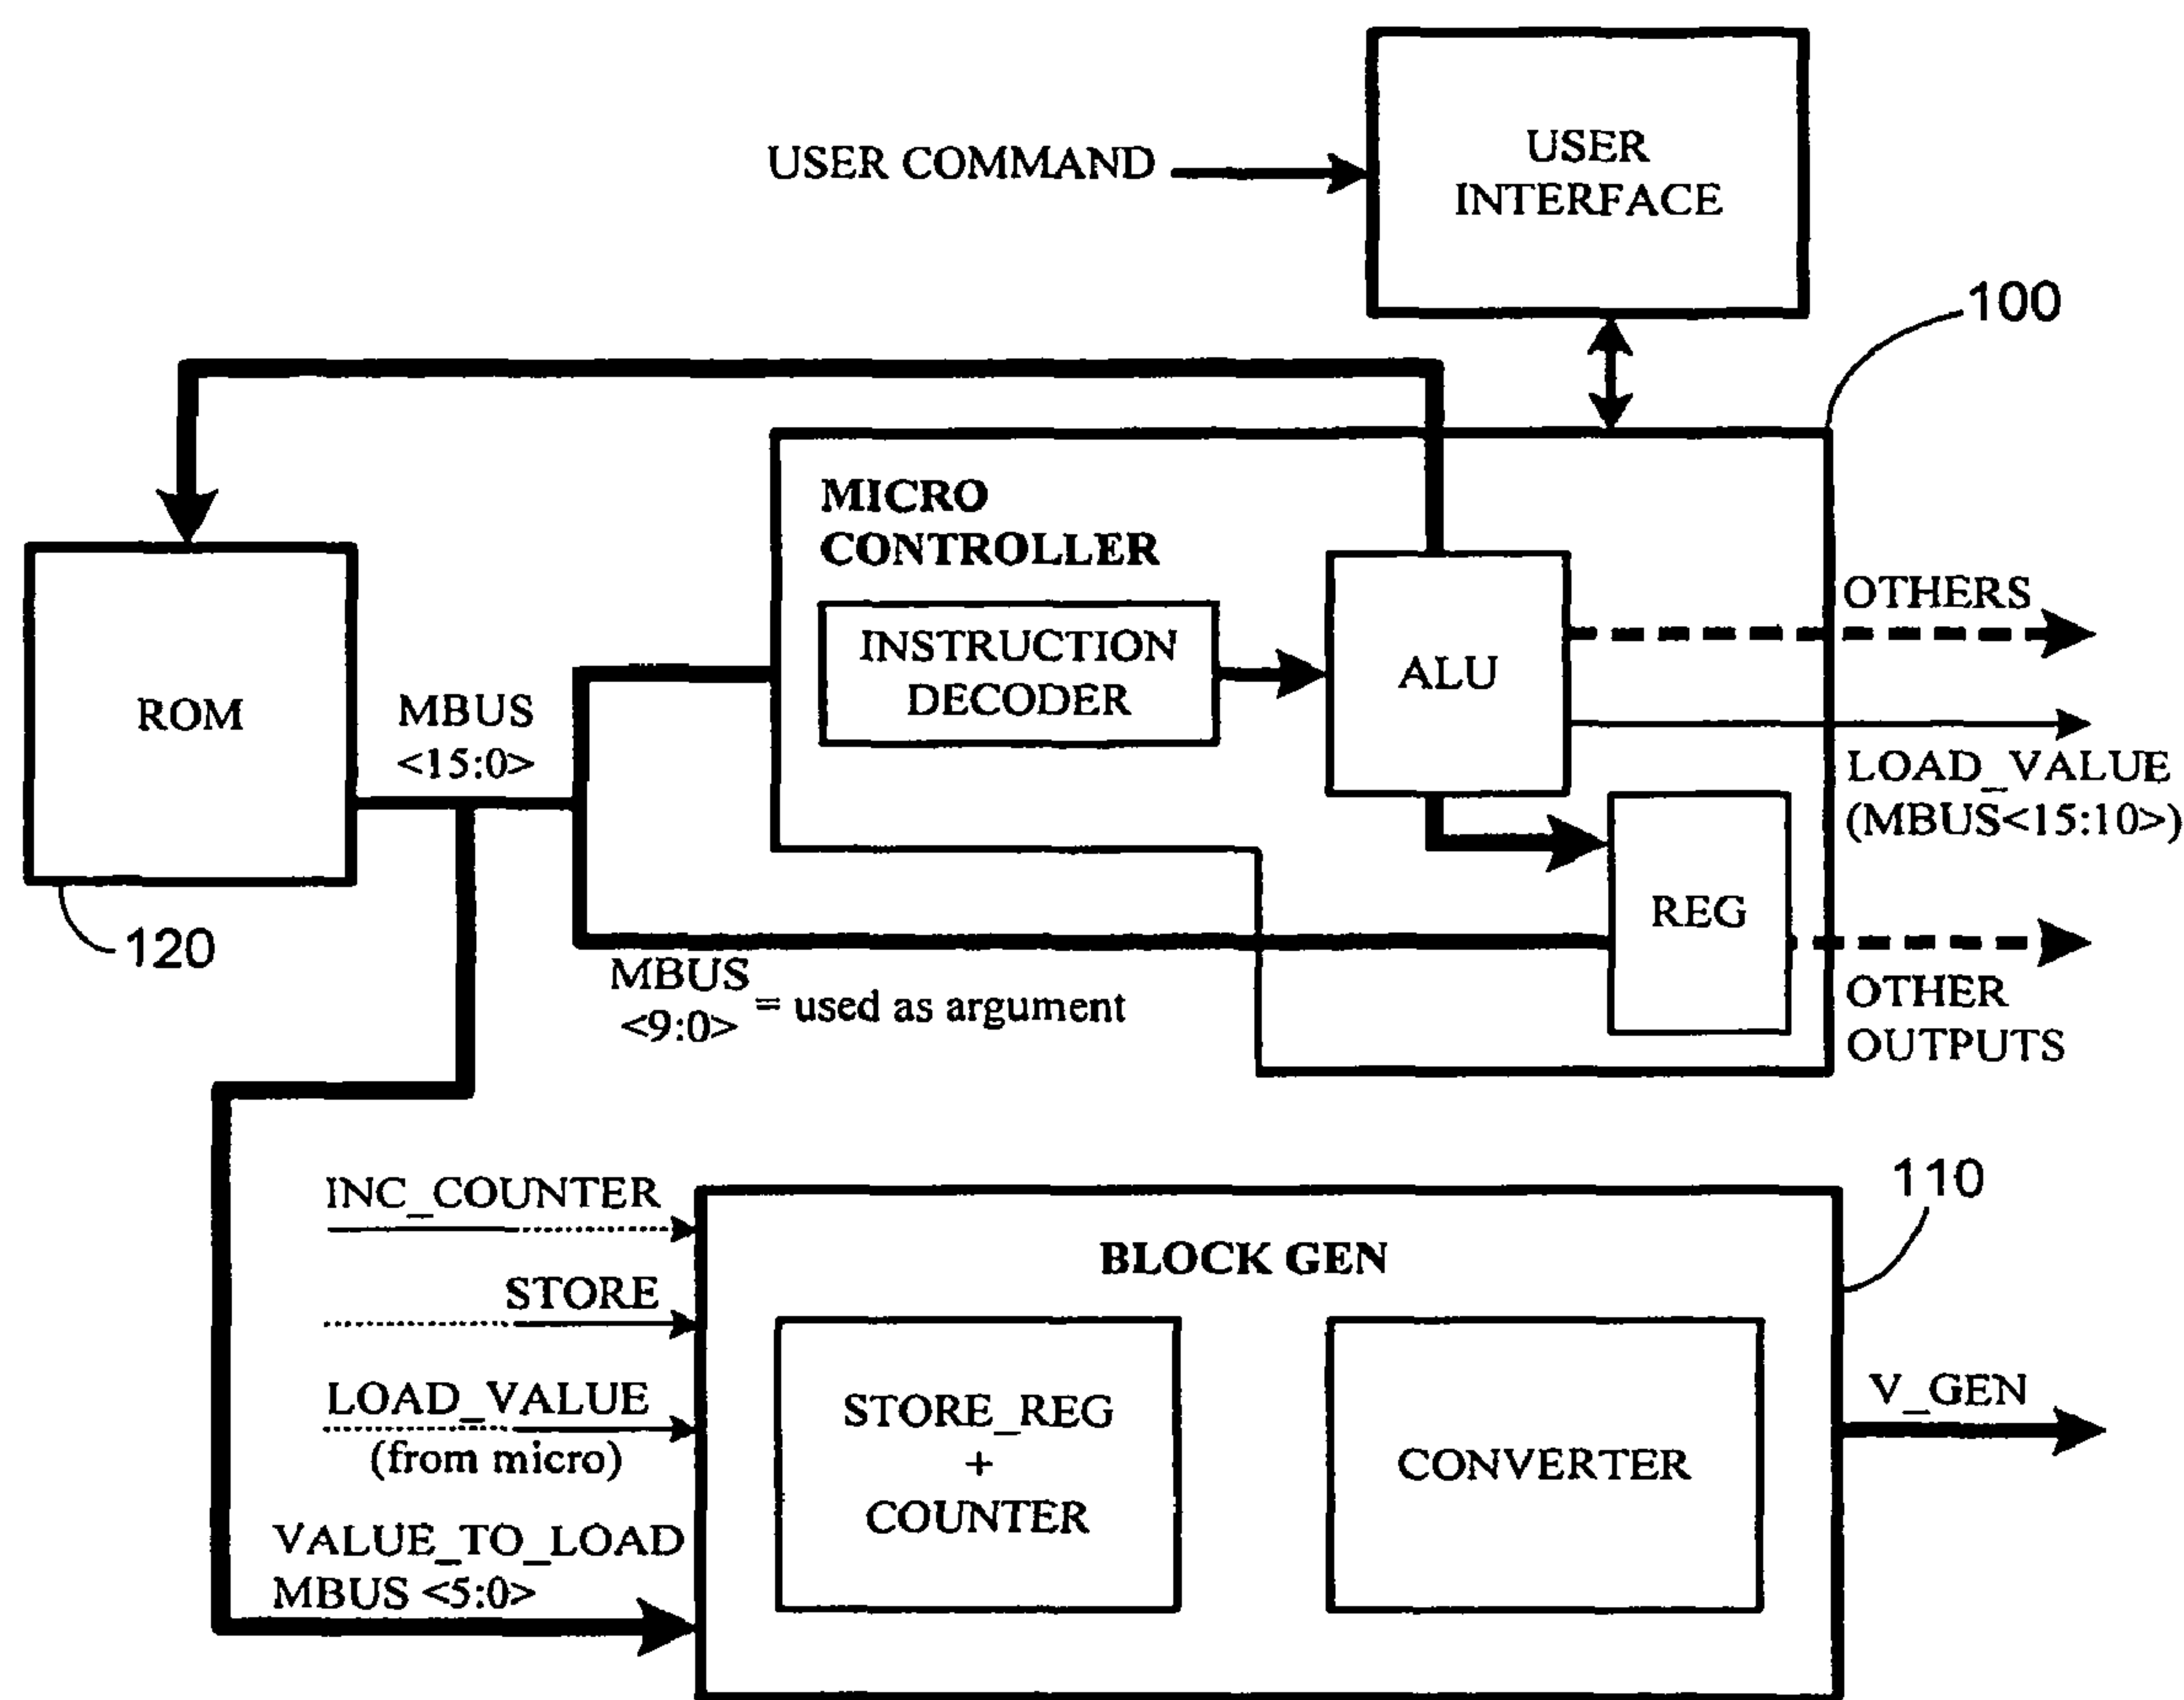 USER COMMAND
USER
INTERFACE
100
MICRO
CONTROLLER
INSTRUCTION
DECODER
ALU
OTHERS
LOAD_VALUE
(MBUS<15:10>)
ROM
MBUS
<15:0>
120
REG
MBUS
<9:0>
= used as argument
OTHER
OUTPUTS
110
INC_COUNTER
STORE
LOAD_VALUE
(from micro)
VALUE_TO_LOAD
MBUS <5:0>
BLOCK GEN
STORE_REG
+
COUNTER
CONVERTER
V_GEN